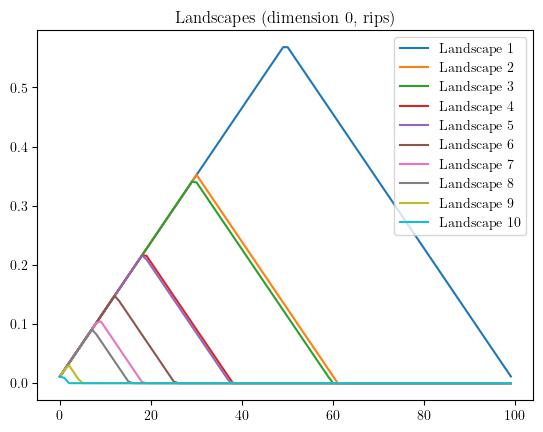 Landscapes (dimension 0, rips)
Landscape 1
Landscape 2
Landscape 3
Landscape 4
Landscape 5
Landscape 6
Landscape 7
Landscape 8
Landscape 9
Landscape 10
0.5
0.4
0.3
0.2
0.1
0.0
0 20 40 60 80 100